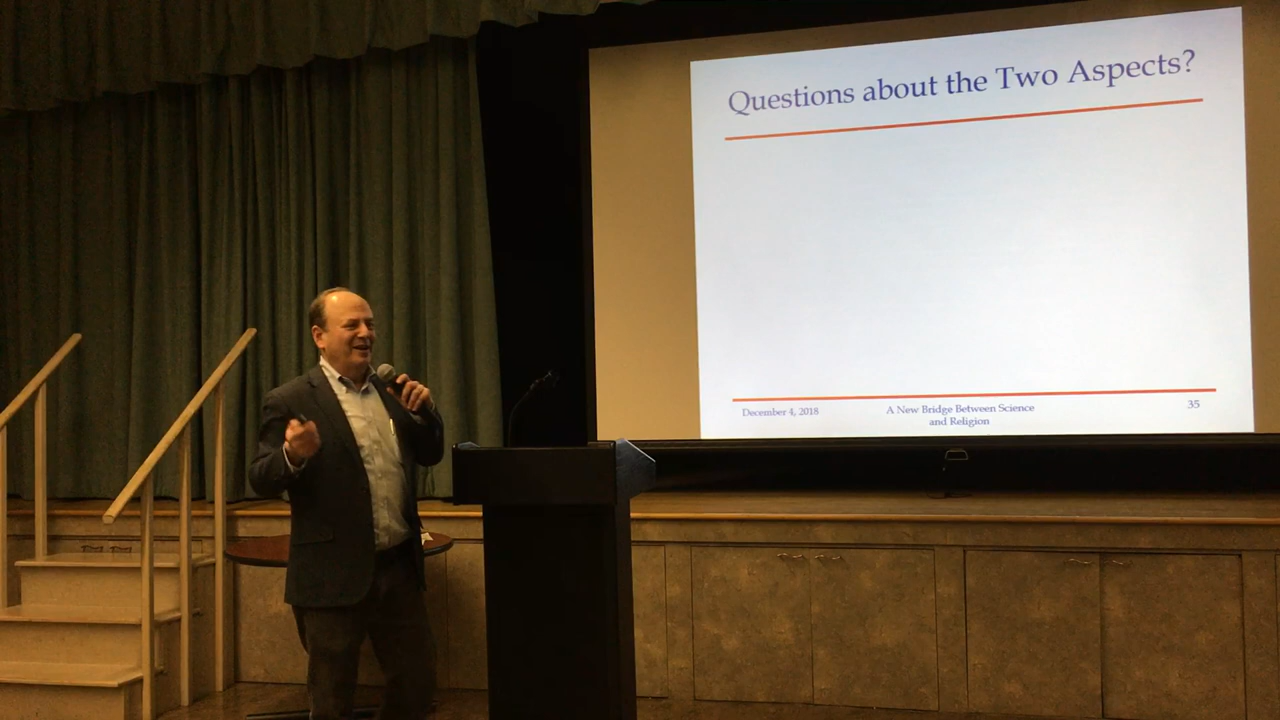 Questions about the Two Aspects?
December 4, 2018
A New Bridge Between Science
and Religion
35